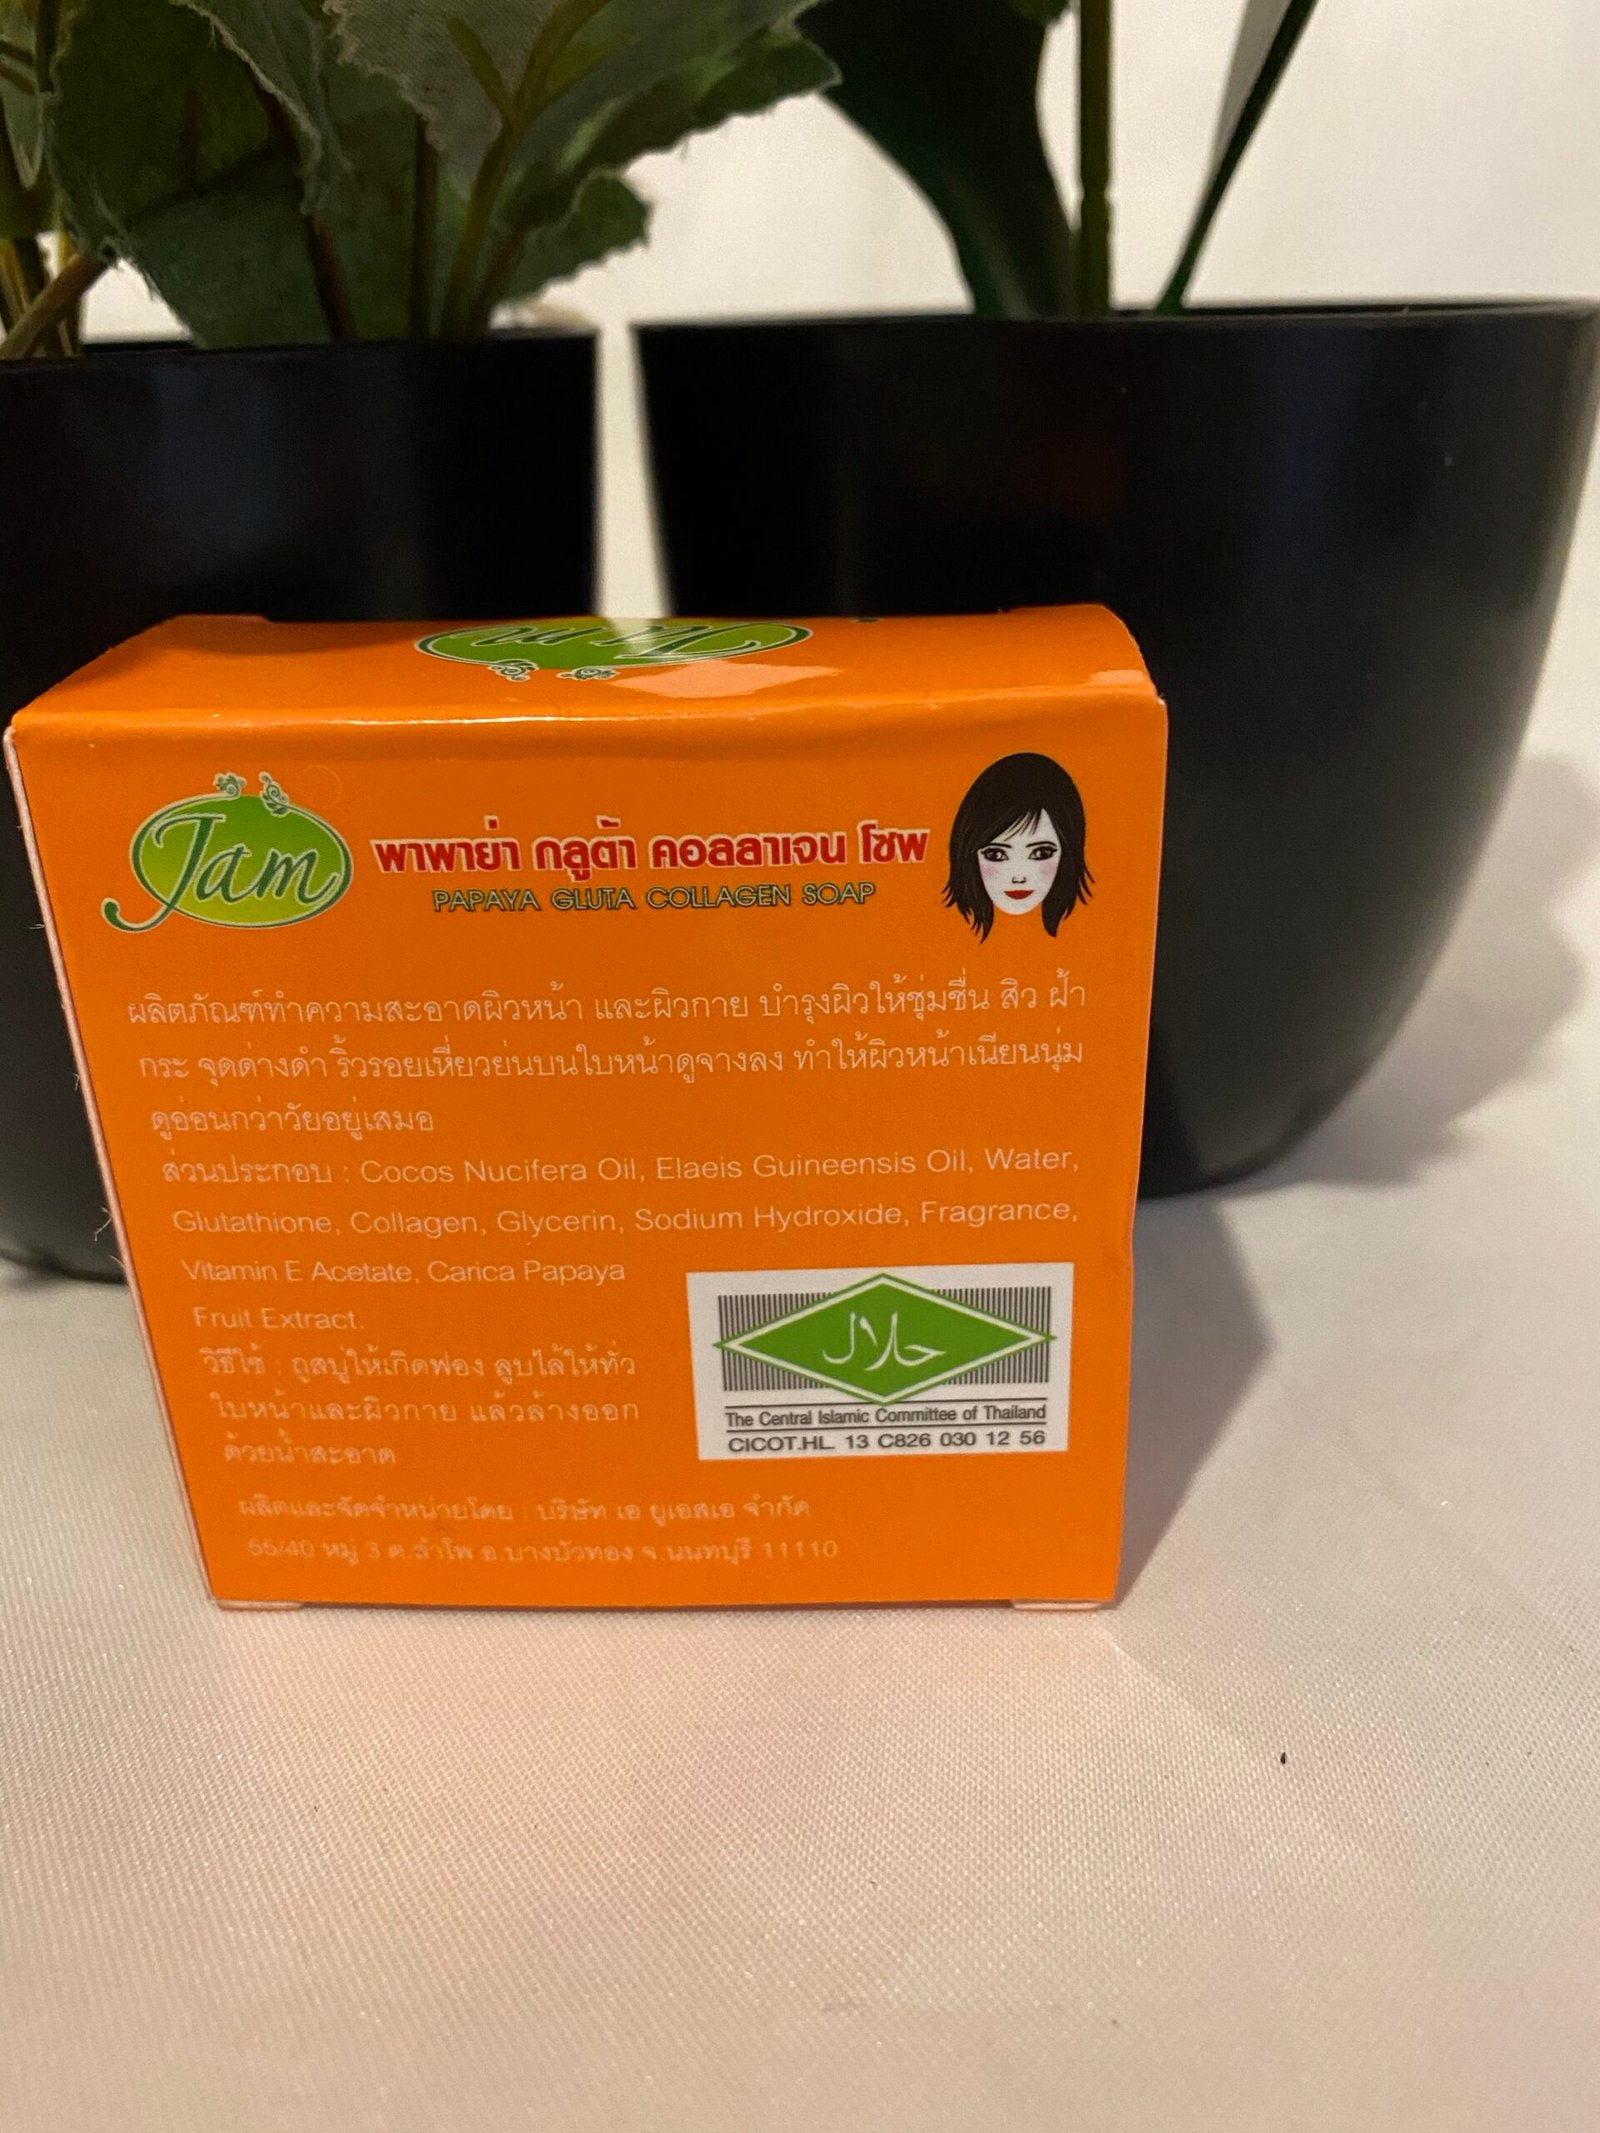 Jam
Jam
พาพาย่า กลูต้า คอลลาเจน โซพ
PAPAYA GLUTA COLLAGEN SOAP
ผลิตภัณฑ์ทำความสะอาดผิวหน้า และผิวกาย บำรุงผิวให้ชุ่มชื่น สิว ฝ้า
กระ จุดด่างดำ ริ้วรอยเหี่ยวย่นบนใบหน้าดูจางลง ทำให้ผิวหน้าเนียนนุ่ม
ดูอ่อนกว่าวัยอยู่เสมอ
ส่วนประกอบ : Cocos Nucifera Oil, Elaeis Guineensis Oil, Water,
Glutathione, Collagen, Glycerin, Sodium Hydroxide, Fragrance,
Vitamin E Acetate, Carica Papaya
Fruit Extract.
วิธีใช้ : ถูสบู่ให้เกิดฟอง ลูบไล้ให้ทั่ว
ใบหน้าและผิวกาย แล้วล้างออก
ด้วยน้ำสะอาด
حلال
The Central Islamic Committee of Thailand
CICOT.HL. 13 C826 030 12 56
ผลิตและจัดจำหน่ายโดย : บริษัท เอ ยูเอสเอ จำกัด
55/40 หมู่ 3 ต.ลำโพ อ.บางบัวทอง จ.นนทบุรี 11110